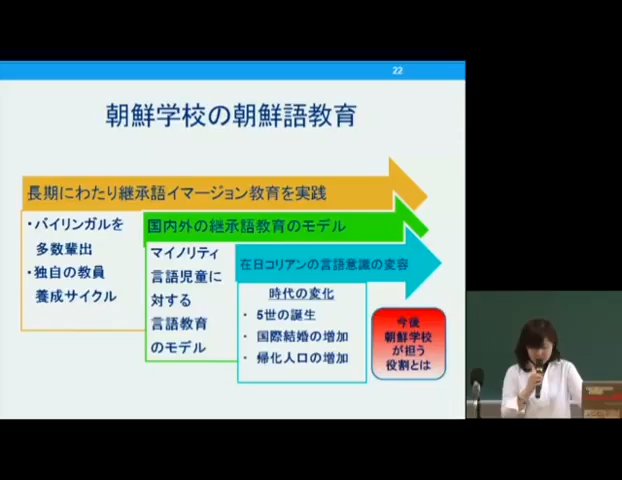 22
朝鮮学校の朝鮮語教育
長期にわたり継承語イマージョン教育を実践
・バイリンガルを
多数輩出
・独自の教員
養成サイクル
国内外の継承語教育のモデル
マイノリティ
言語児童に
対する
言語教育
のモデル
在日コリアンの言語意識の変容
時代の変化
・ 5世の誕生
・ 国際結婚の増加
・ 帰化人口の増加
今後
朝鮮学校
が担う
役割とは